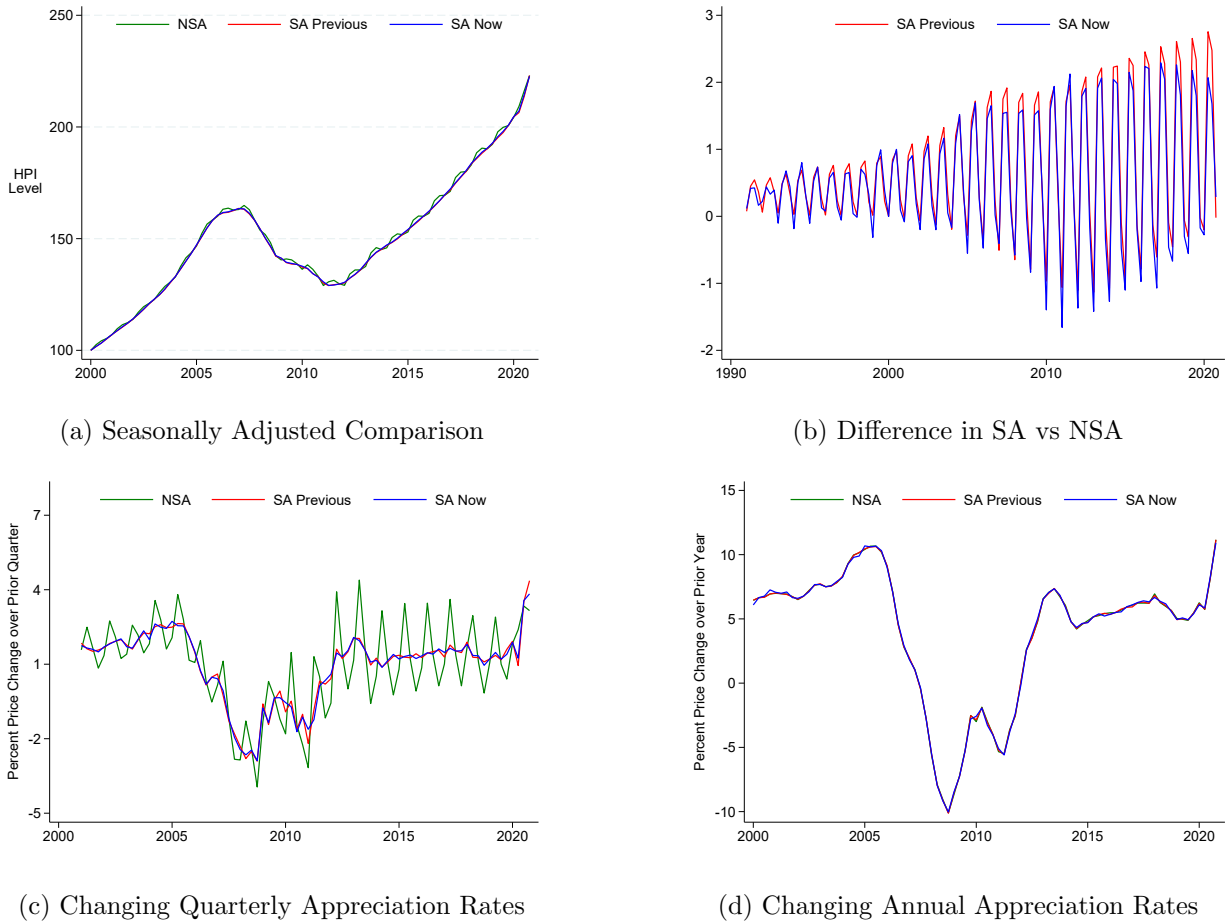 NSA SA Previous SA Now
250
200
150
100
HPI
Level
2000 2005 2010 2015 2020
(a) Seasonally Adjusted Comparison
SA Previous SA Now
3
2
1
0
-1
-2
1990 2000 2010 2020
(b) Difference in SA vs NSA
NSA SA Previous SA Now
7
4
1
-2
-5
Percent Price Change over Prior Quarter
2000 2005 2010 2015 2020
(c) Changing Quarterly Appreciation Rates
NSA SA Previous SA Now
15
10
5
0
-5
-10
Percent Price Change over Prior Year
2000 2005 2010 2015 2020
(d) Changing Annual Appreciation Rates